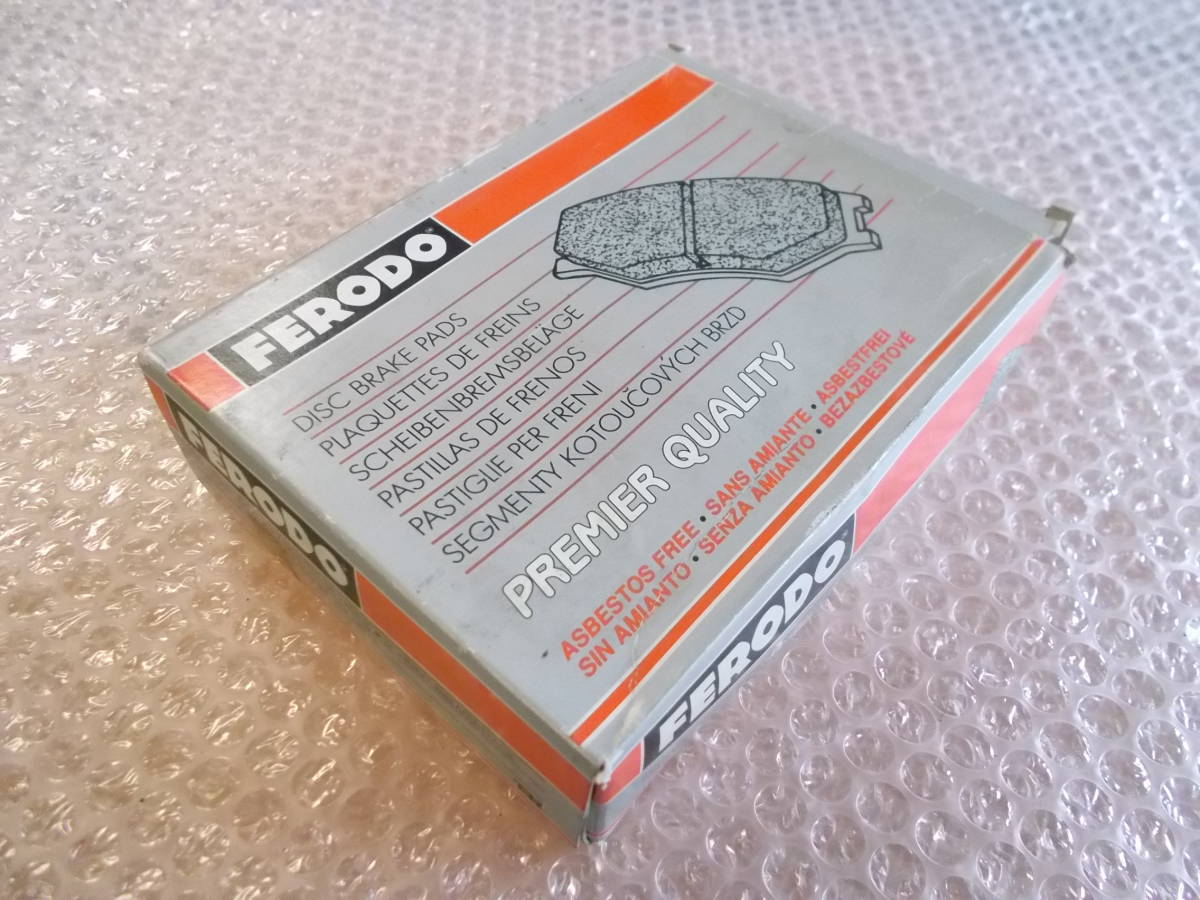 FERODO
DISC BRAKE PADS
PLAQUETTES DE FREINS
SCHEIBENBREMSBELÄGE
PASTILLAS DE FRENOS
PASTIGLIE PER FRENI
SEGMENTY KOTOUČOVÝCH BRZD
PREMIER QUALITY
ASBESTOS FREE • SANS AMIANTE • ASBESTFREI
SIN AMIANTO • SENZA AMIANTO • BEZAZBESTOVÉ
FERODO
FERODO